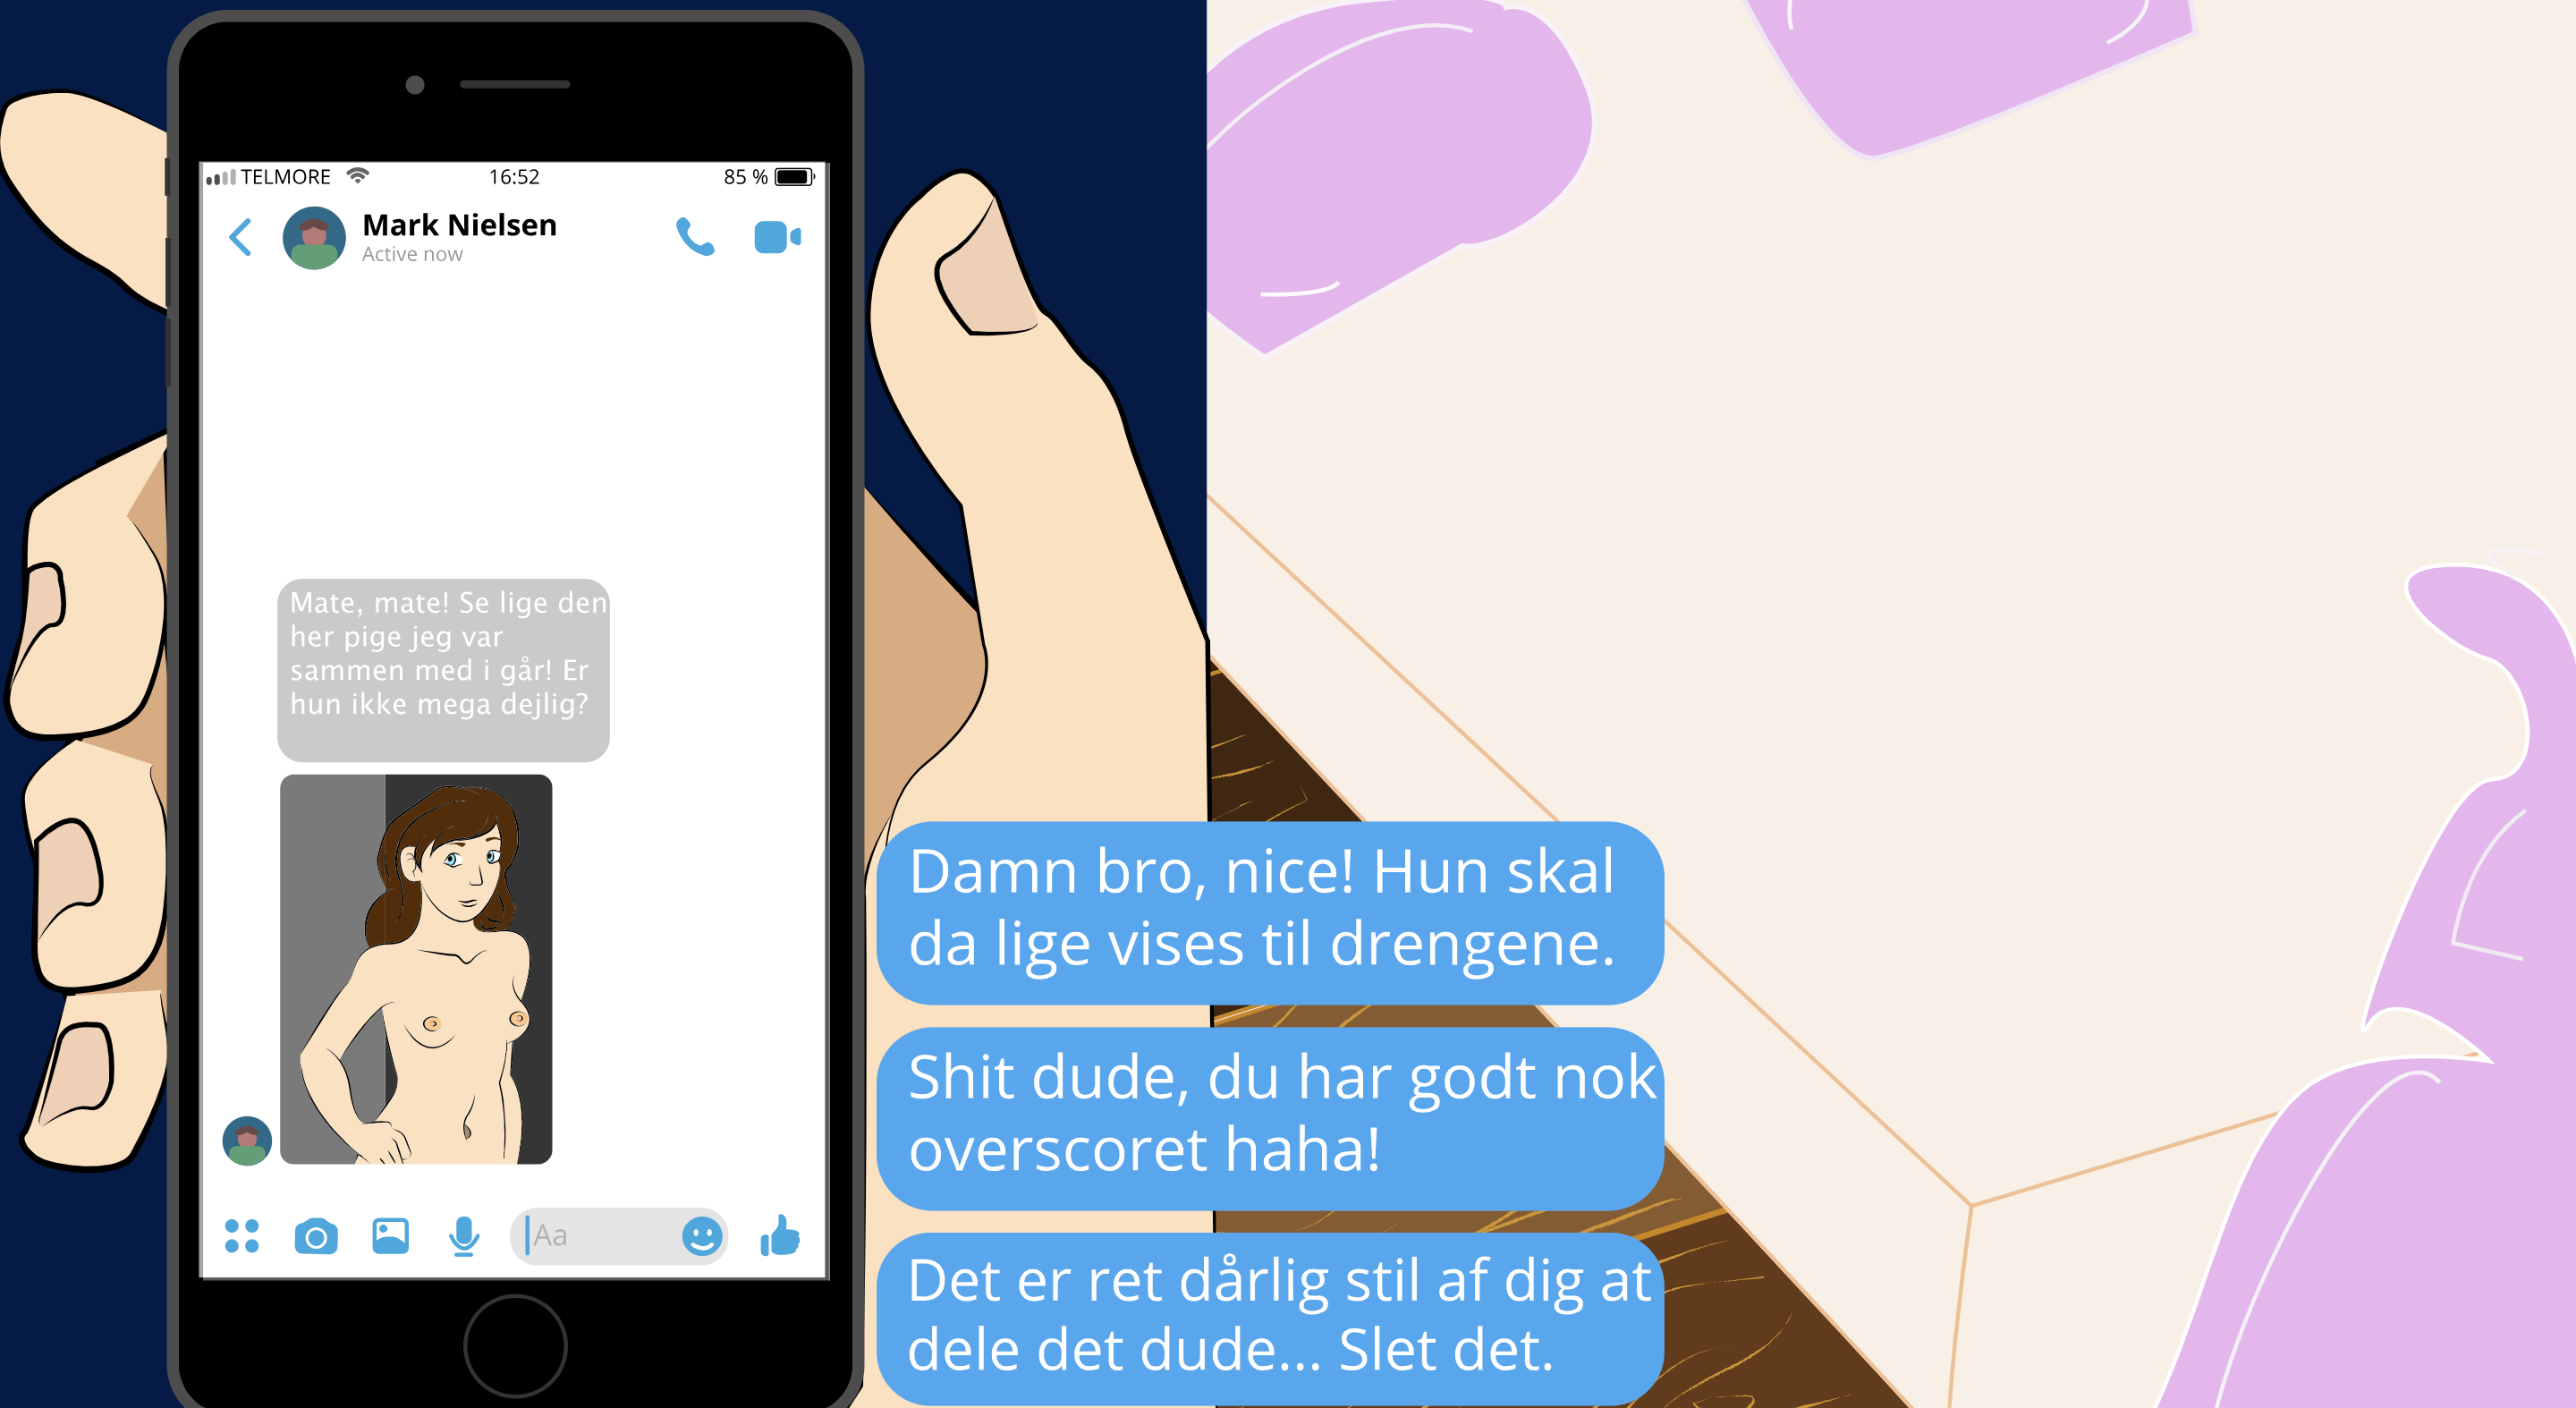 TELMORE 16:52 85 %
Mark Nielsen
Active now
Mate, mate! Se lige den
her pige jeg var
sammen med i går! Er
hun ikke mega dejlig?
Aa
Damn bro, nice! Hun skal
da lige vises til drengene.
Shit dude, du har godt nok
overscoret haha!
Det er ret dårlig stil af dig at
dele det dude... Slet det.